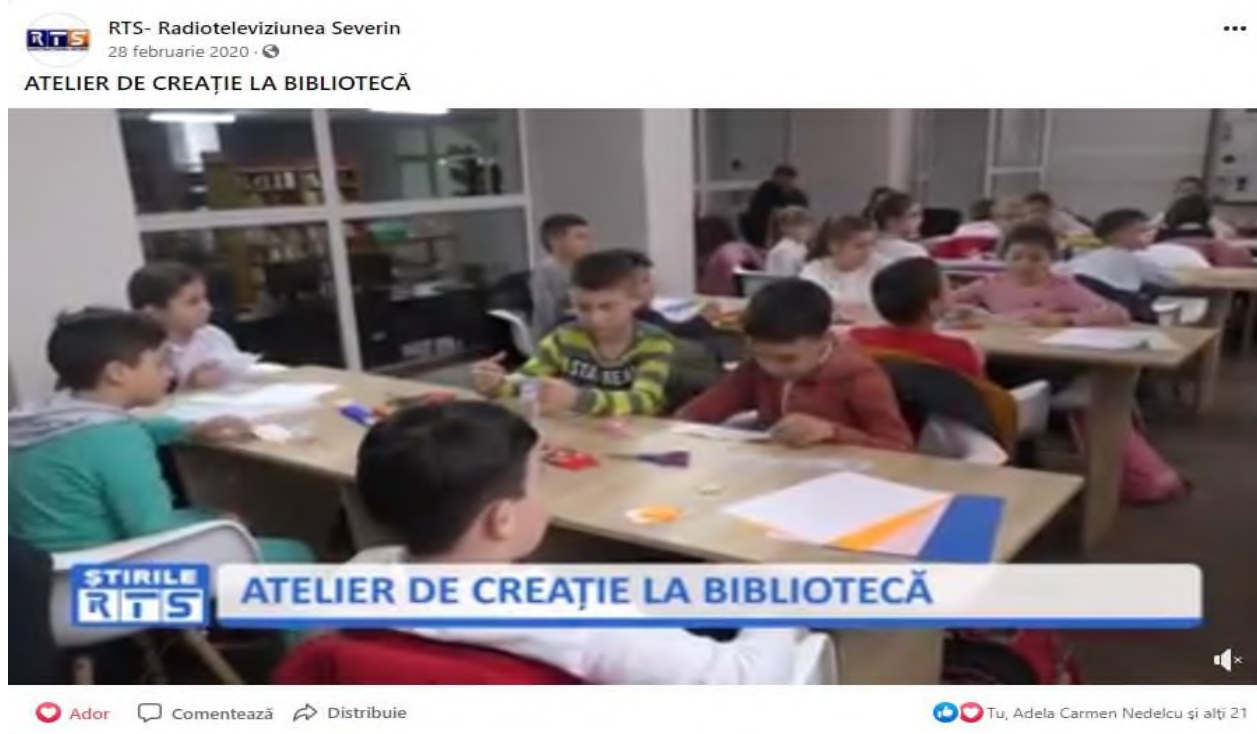 RTS
RTS- Radioteleviziunea Severin
28 februarie 2020 ·
ATELIER DE CREAȚIE LA BIBLIOTECĂ
ȘTIRILE
RTS
ATELIER DE CREAȚIE LA BIBLIOTECĂ
Ador Comentează Distribuie
Tu, Adela Carmen Nedelcu și alți 21